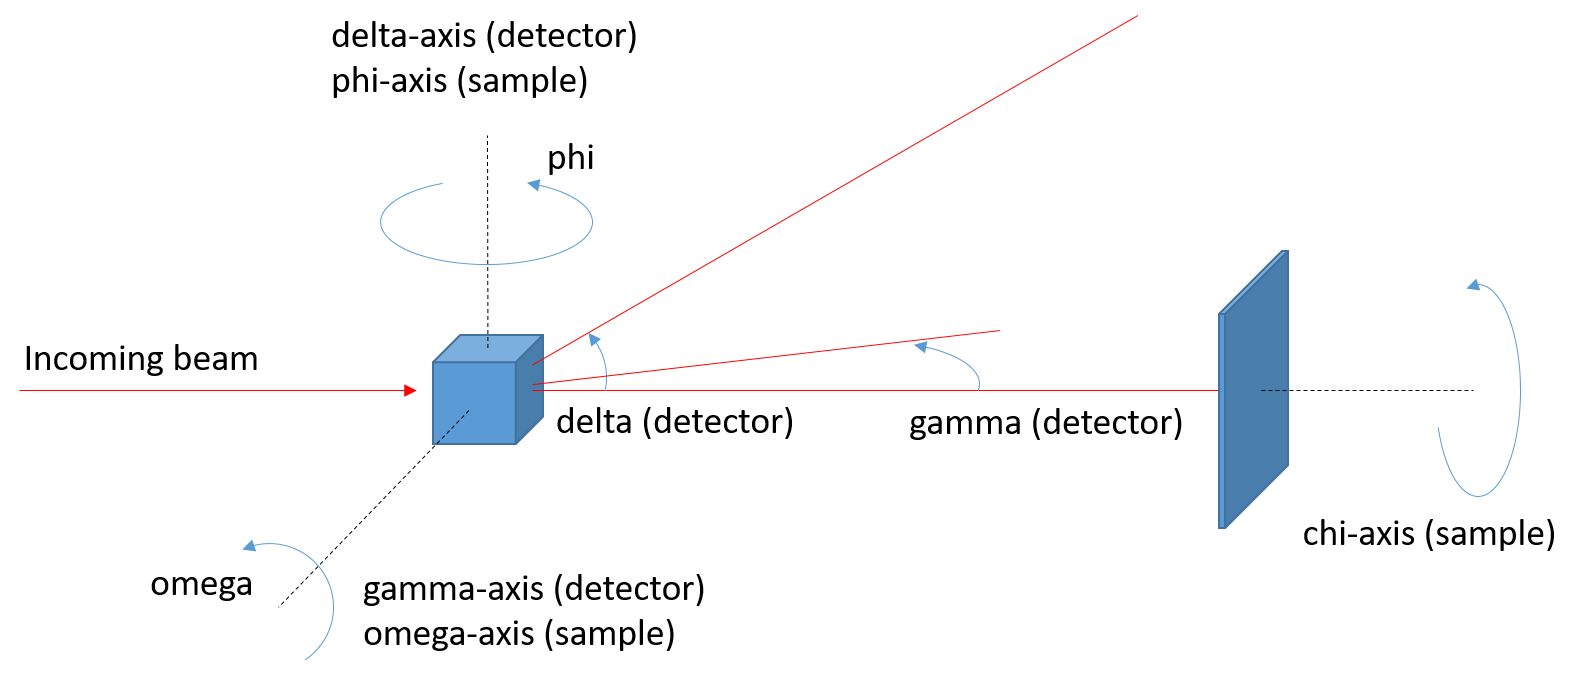 delta-axis (detector)
phi-axis (sample)
phi
Incoming beam
delta (detector)
gamma (detector)
chi-axis (sample)
omega
gamma-axis (detector)
omega-axis (sample)